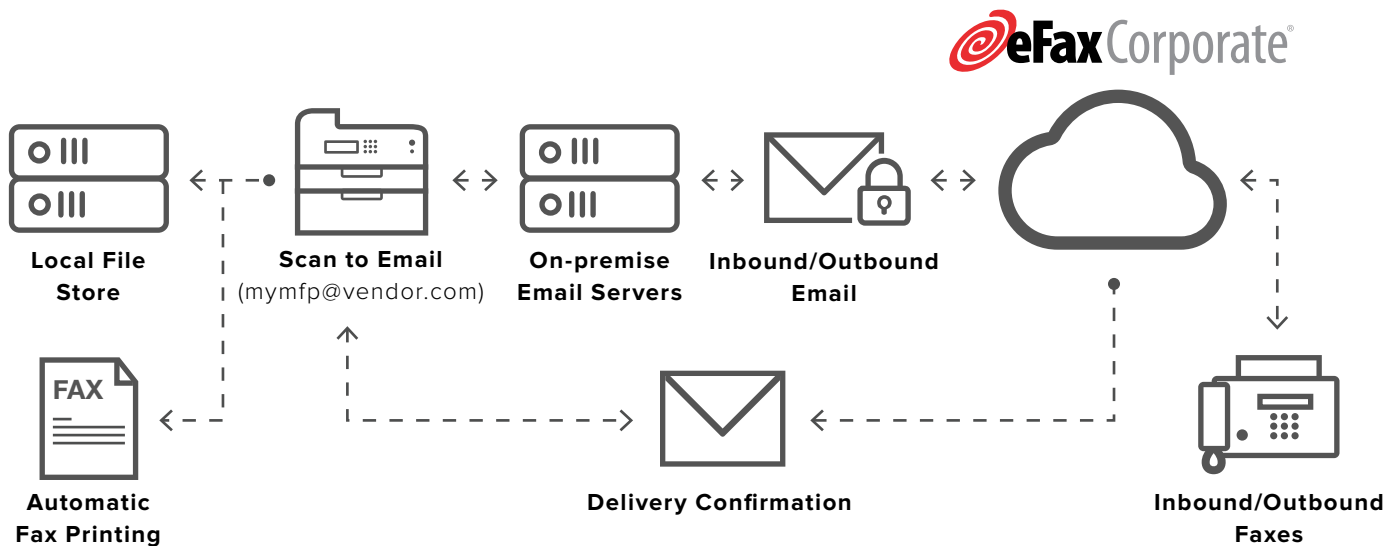 eFax Corporate®
Local File
Store
Scan to Email
(mymfp@vendor.com)
On-premise
Email Servers
Inbound/Outbound
Email
FAX
Automatic
Fax Printing
Delivery Confirmation
Inbound/Outbound
Faxes